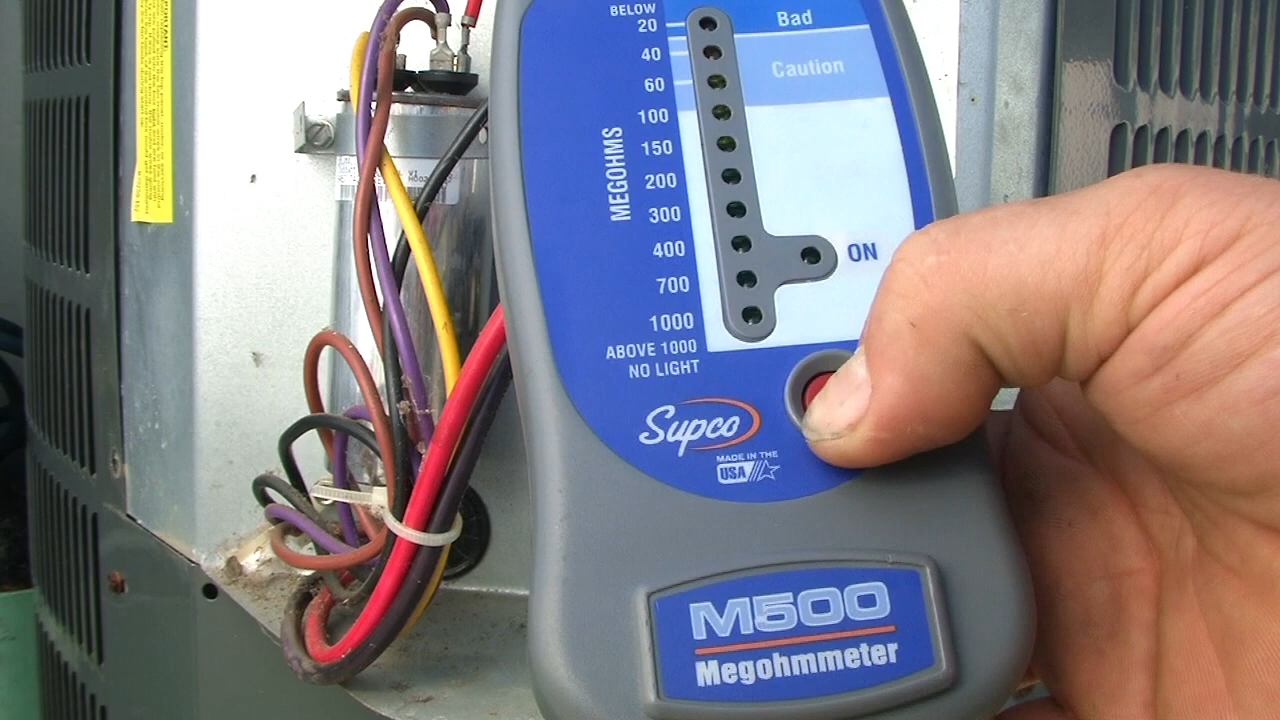 BELOW
20
Bad
40
Caution
60
100
150
200
300
400
ON
700
1000
ABOVE 1000
NO LIGHT
MEGOHMS
Supco
MADE IN THE
USA
M500
Megohmmeter